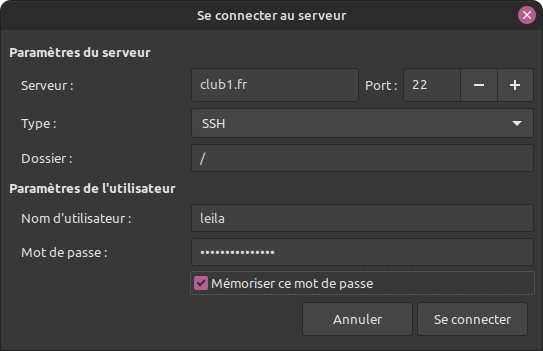 Se connecter au serveur
Paramètres du serveur
Serveur : club1.fr Port : 22 − +
Type : SSH
Dossier : /
Paramètres de l'utilisateur
Nom d'utilisateur : leila
Mot de passe : •••••••••••••••
Mémoriser ce mot de passe
Annuler Se connecter